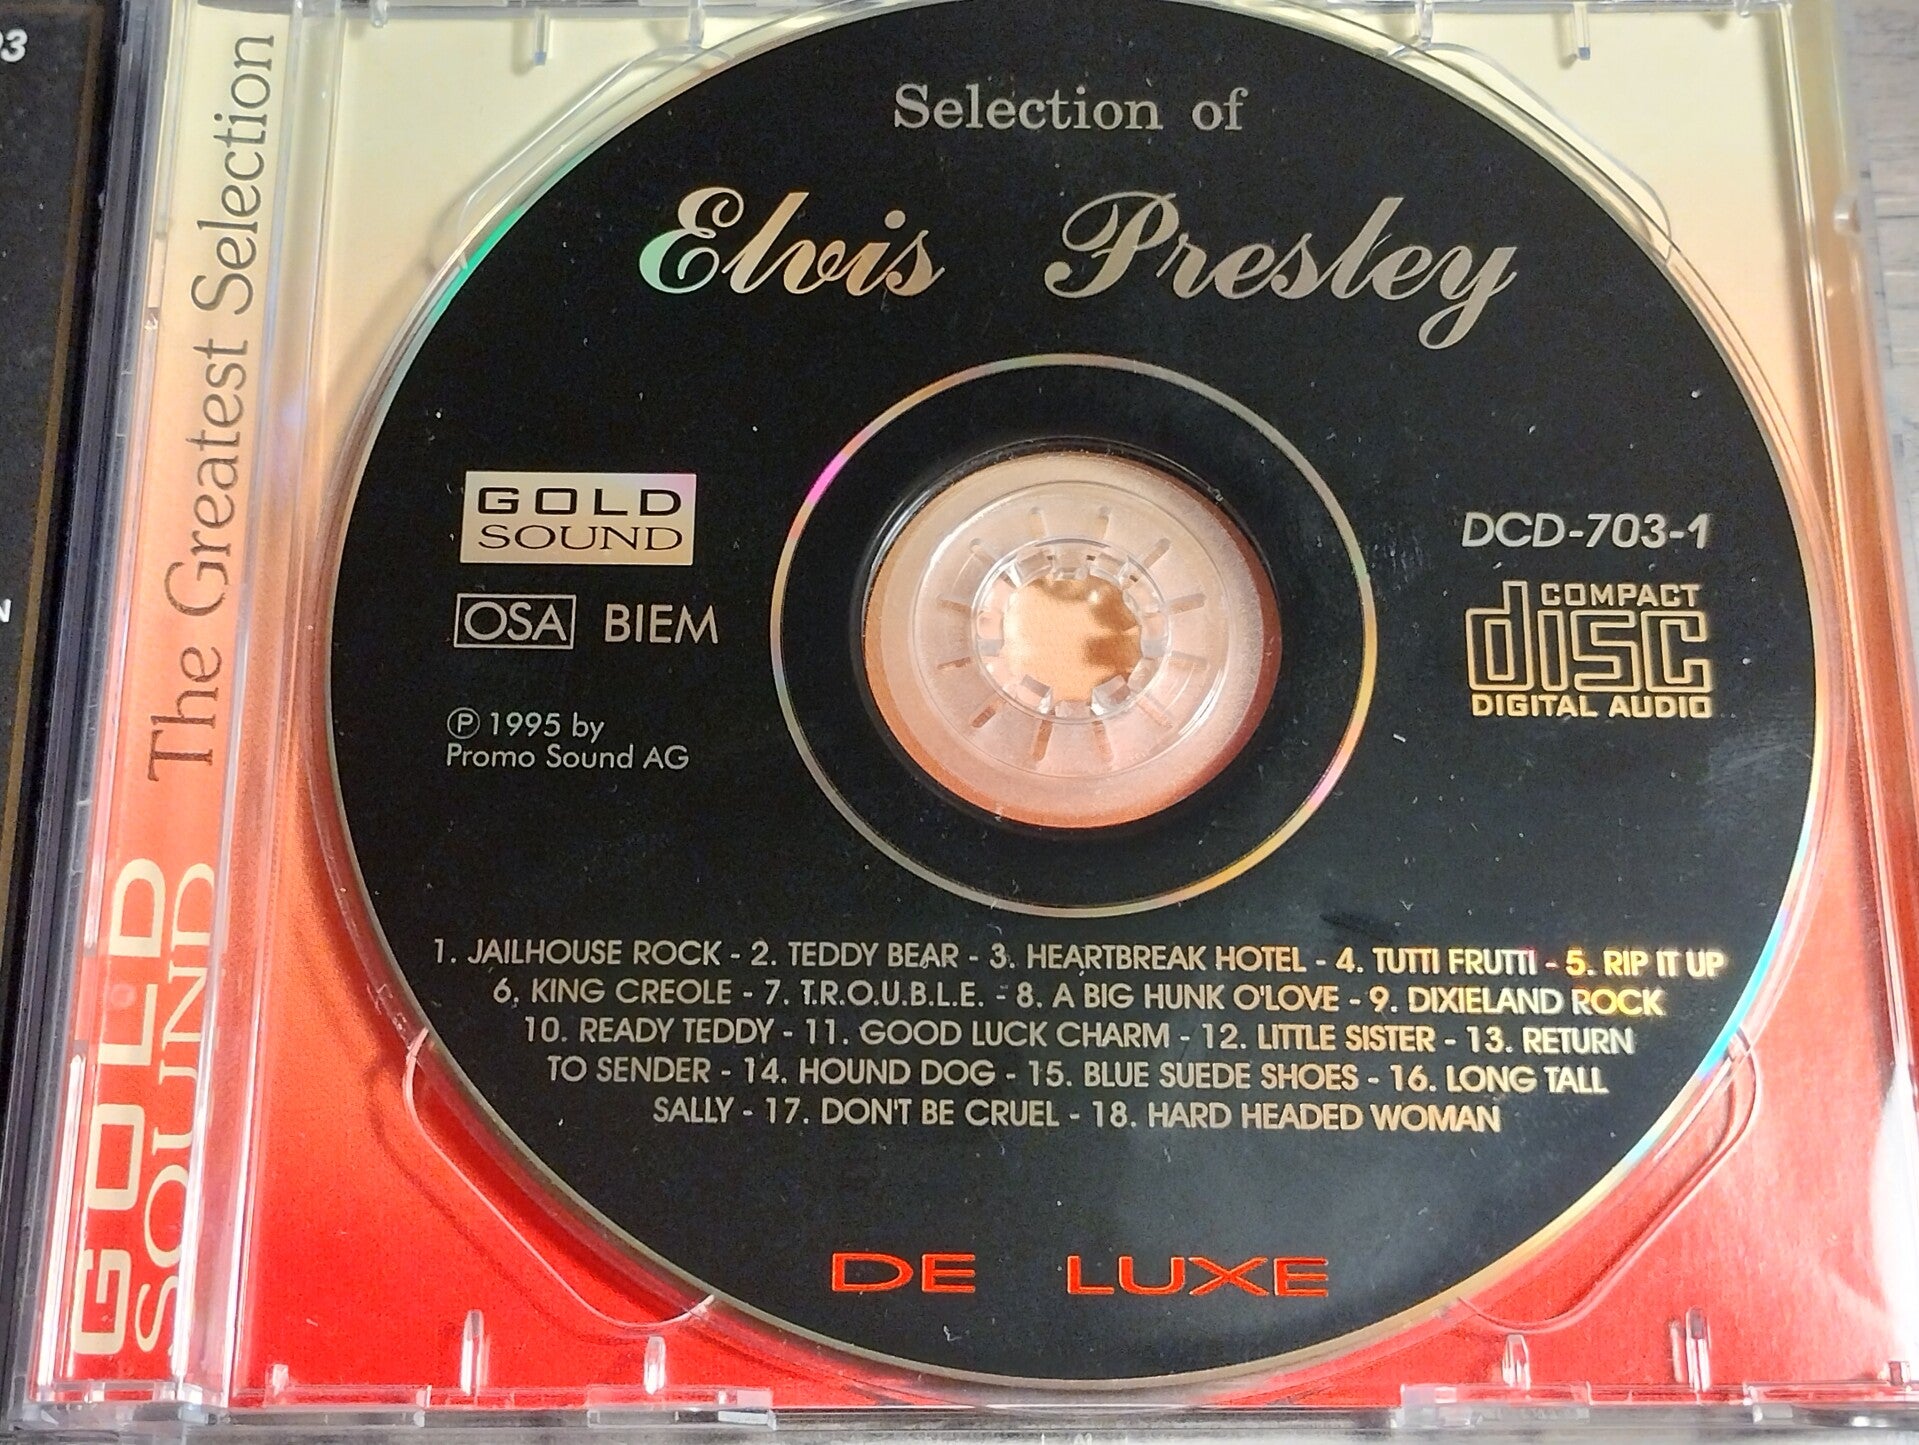 Selection of
Elvis Presley
GOLD
SOUND
OSA BIEM
℗ 1995 by
Promo Sound AG
DCD-703-1
COMPACT
disc
DIGITAL AUDIO
1. JAILHOUSE ROCK - 2. TEDDY BEAR - 3. HEARTBREAK HOTEL - 4. TUTTI FRUTTI - 5. RIP IT UP
6. KING CREOLE - 7. T.R.O.U.B.L.E. - 8. A BIG HUNK O'LOVE - 9. DIXIELAND ROCK
10. READY TEDDY - 11. GOOD LUCK CHARM - 12. LITTLE SISTER - 13. RETURN
TO SENDER - 14. HOUND DOG - 15. BLUE SUEDE SHOES - 16. LONG TALL
SALLY - 17. DON'T BE CRUEL - 18. HARD HEADED WOMAN
DE LUXE
GOLD
SOUND
The Greatest Selection